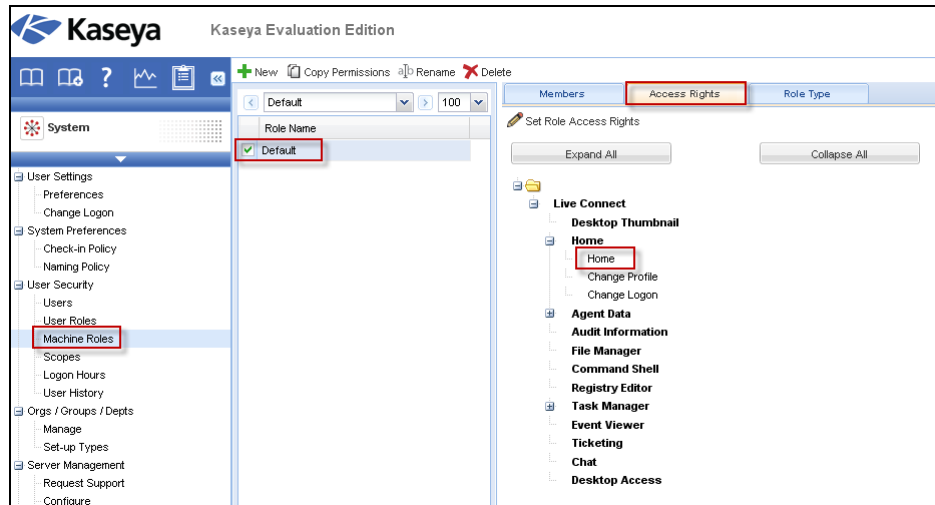 Kaseya
Kaseya Evaluation Edition
New Copy Permissions Rename Delete
Default 100
Members Access Rights Role Type
System
Role Name
Set Role Access Rights
Default
Expand All Collapse All
User Settings
Preferences
Change Logon
System Preferences
Check-in Policy
Naming Policy
User Security
Users
User Roles
Machine Roles
Scopes
Logon Hours
User History
Orgs / Groups / Depts
Manage
Set-up Types
Server Management
Request Support
Configure
Live Connect
Desktop Thumbnail
Home
Home
Change Profile
Change Logon
Agent Data
Audit Information
File Manager
Command Shell
Registry Editor
Task Manager
Event Viewer
Ticketing
Chat
Desktop Access